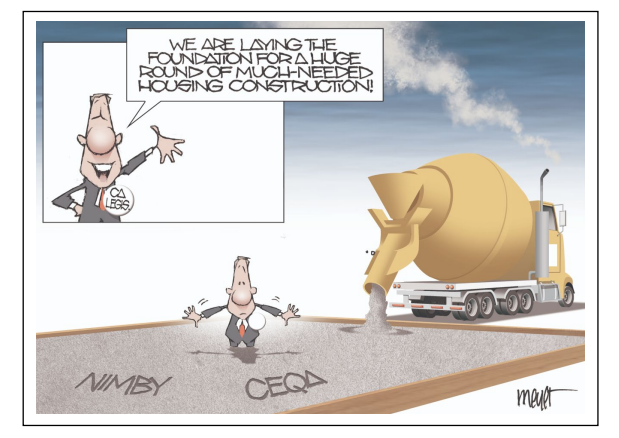 WE ARE LAYING THE
FOUNDATION FOR A HUGE
ROUND OF MUCH-NEEDED
HOUSING CONSTRUCTION!
CA
LEGIS.
NIMBY
CEQA
meyer